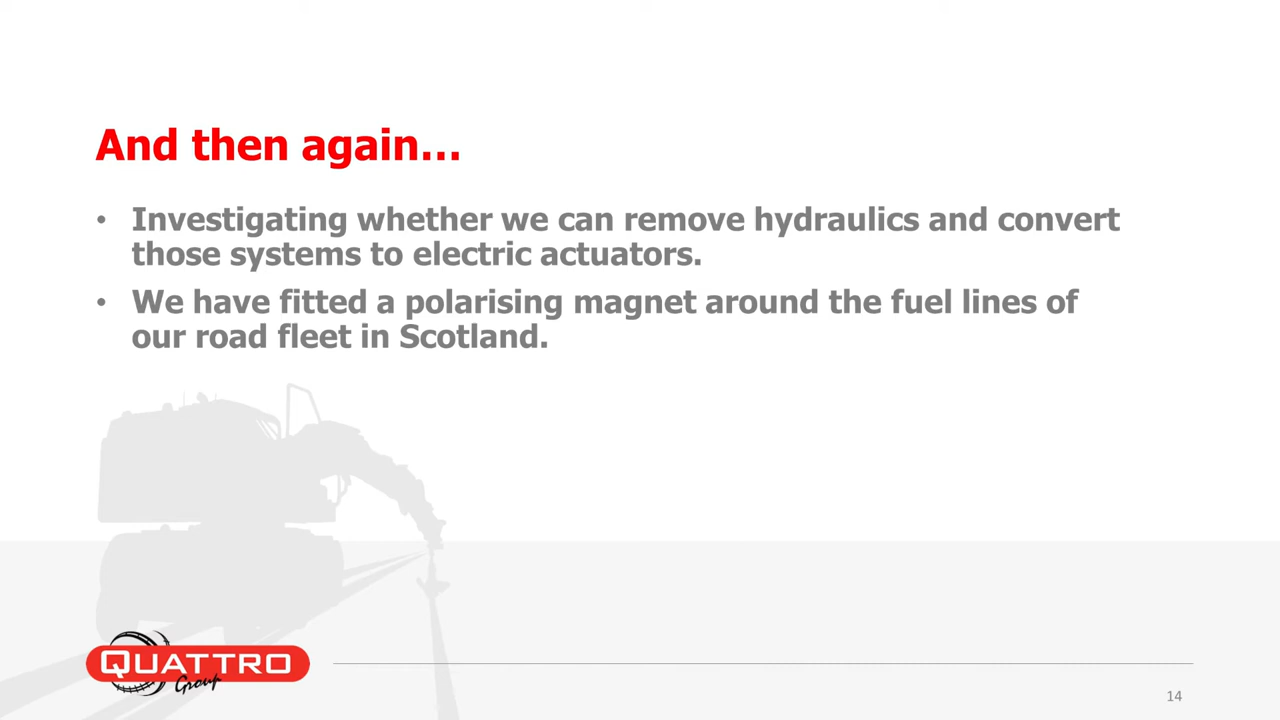 And then again…
• Investigating whether we can remove hydraulics and convert
those systems to electric actuators.
• We have fitted a polarising magnet around the fuel lines of
our road fleet in Scotland.
QUATTRO
Group
14